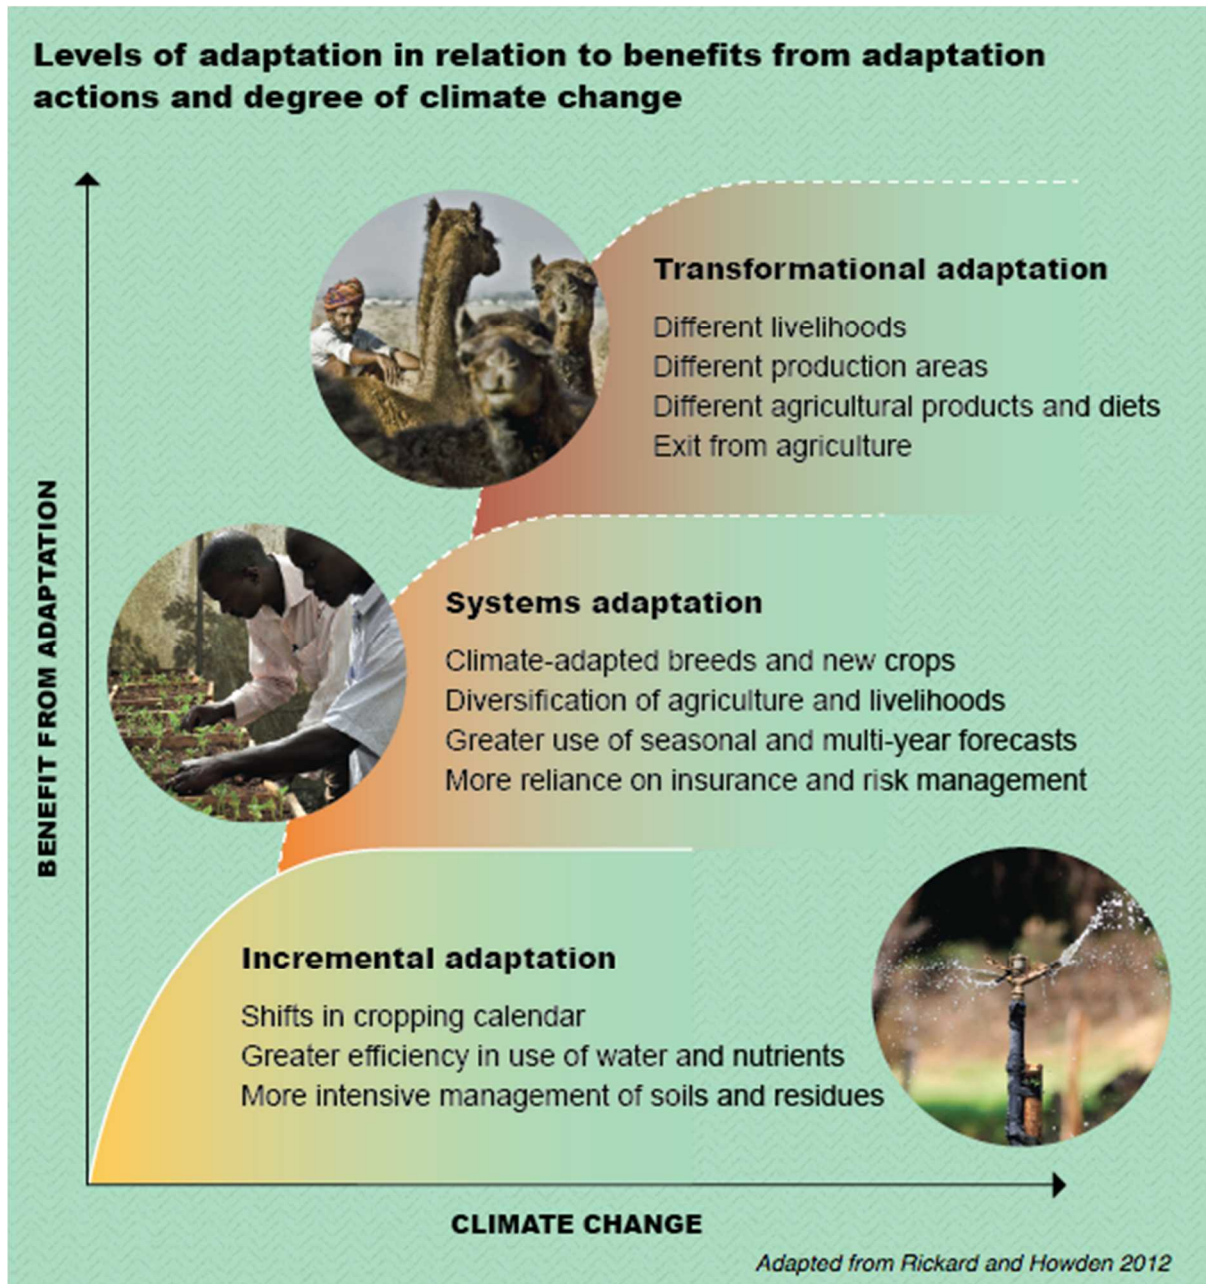 Levels of adaptation in relation to benefits from adaptation
actions and degree of climate change
Transformational adaptation
Different livelihoods
Different production areas
Different agricultural products and diets
Exit from agriculture
BENEFIT FROM ADAPTATION
Systems adaptation
Climate-adapted breeds and new crops
Diversification of agriculture and livelihoods
Greater use of seasonal and multi-year forecasts
More reliance on insurance and risk management
Incremental adaptation
Shifts in cropping calendar
Greater efficiency in use of water and nutrients
More intensive management of soils and residues
CLIMATE CHANGE
Adapted from Rickard and Howden 2012